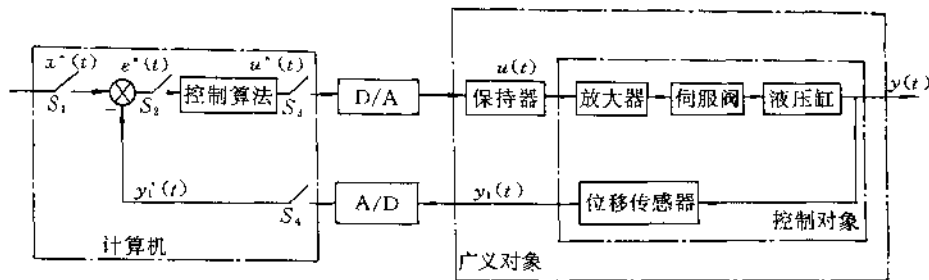 x*(t)
e*(t)
u*(t)
S₁
S₂
控制算法
S₃
D/A
u(t)
保持器
放大器
伺服阀
液压缸
y(t)
y₁*(t)
S₄
A/D
y₁(t)
位移传感器
控制对象
计算机
广义对象